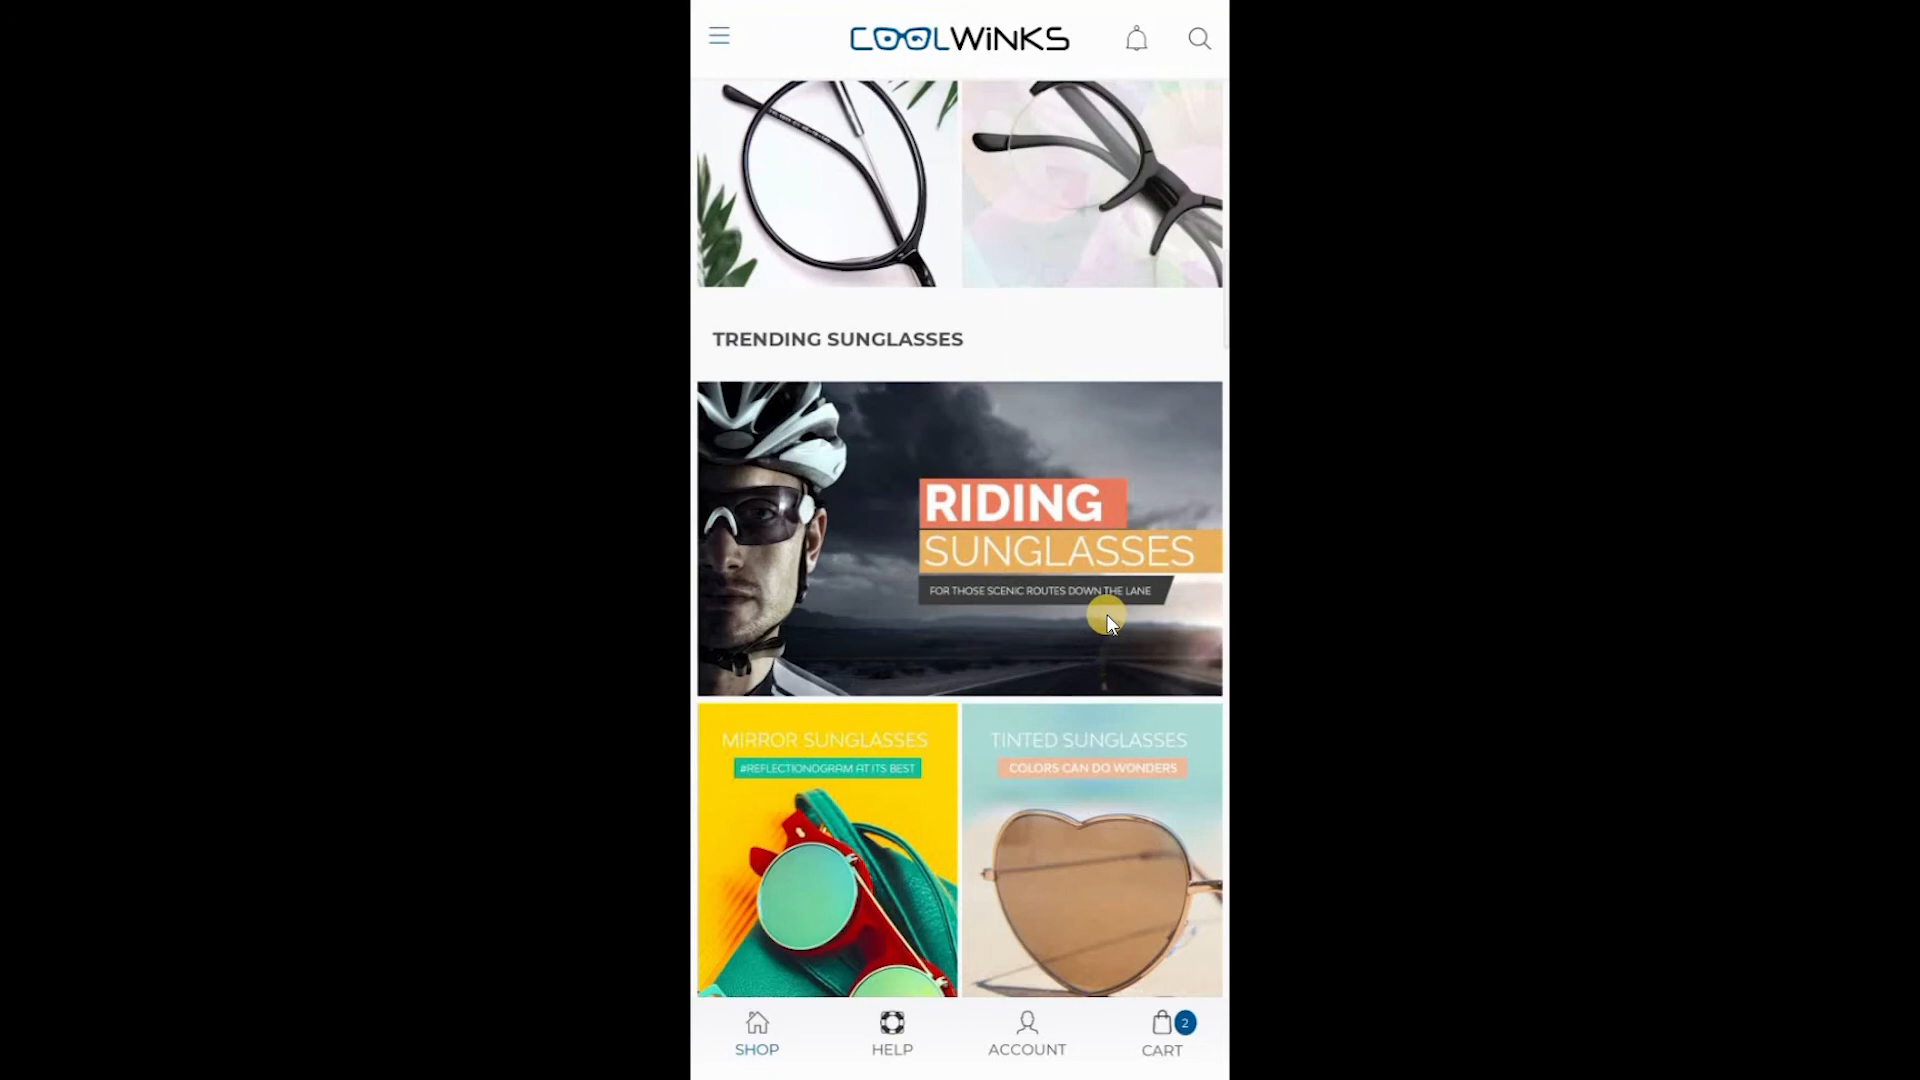 COOLWiNKS
TRENDING SUNGLASSES
RIDING
SUNGLASSES
FOR THOSE SCENIC ROUTES DOWN THE LANE
MIRROR SUNGLASSES
#REFLECTIONOGRAM AT ITS BEST
TINTED SUNGLASSES
COLORS CAN DO WONDERS
SHOP
HELP
ACCOUNT
2
CART